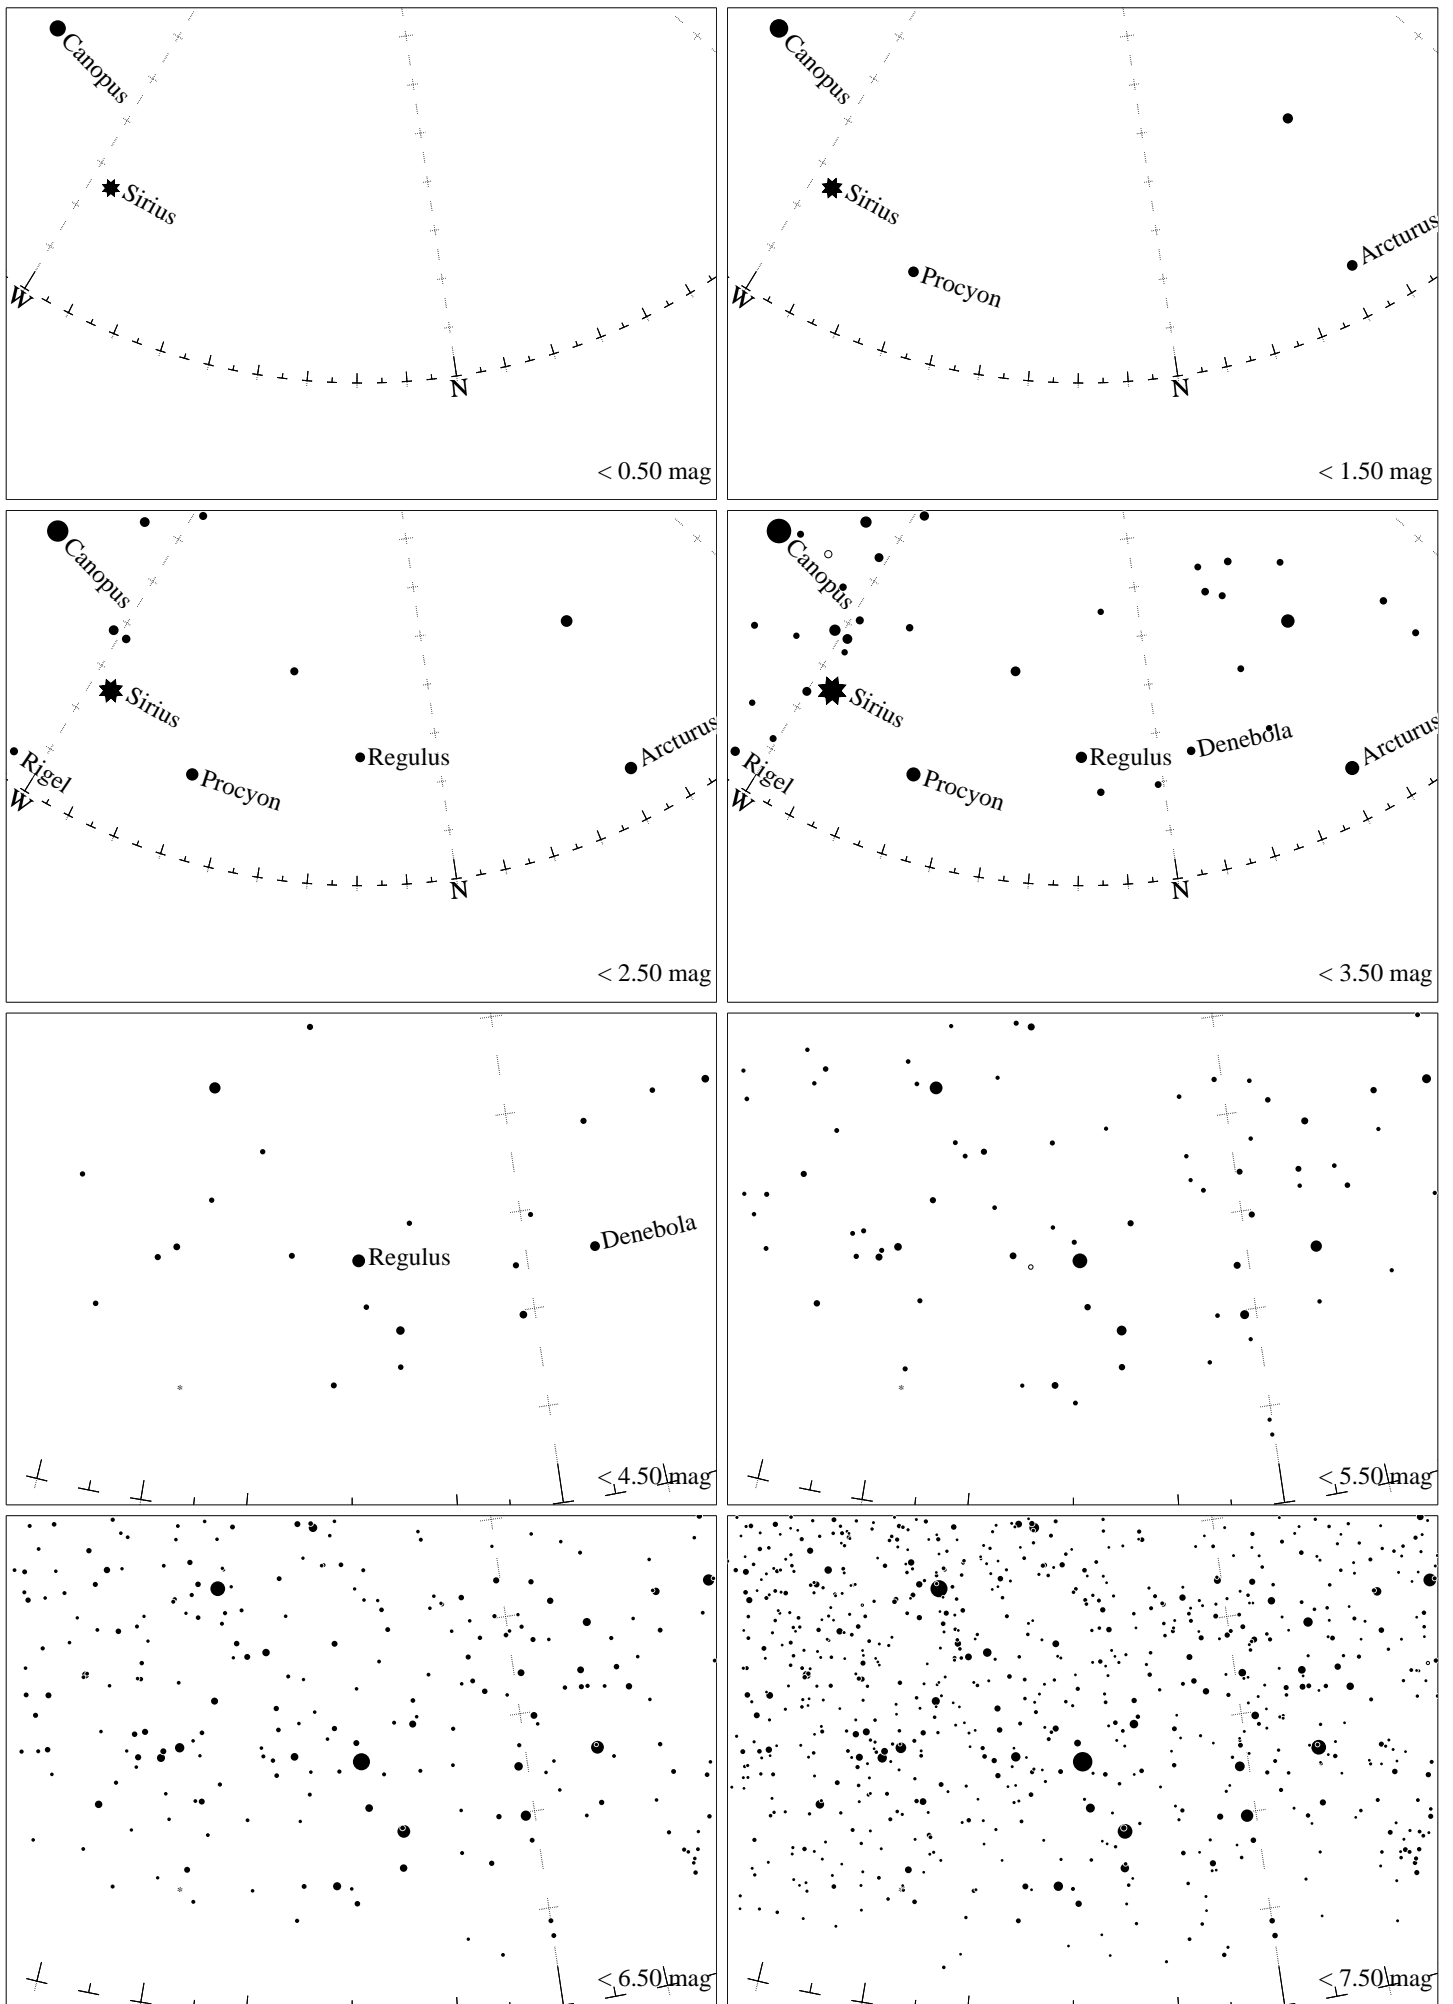 Canopus
Sirius
W
N
< 0.50 mag
Canopus
Sirius
Procyon
Arcturus
W
N
< 1.50 mag
Canopus
Sirius
Rigel
Procyon
Regulus
Arcturus
W
N
< 2.50 mag
Canopus
Sirius
Rigel
Procyon
Regulus
Denebola
Arcturus
W
N
< 3.50 mag
Regulus
Denebola
< 4.50 mag
< 5.50 mag
< 6.50 mag
< 7.50 mag